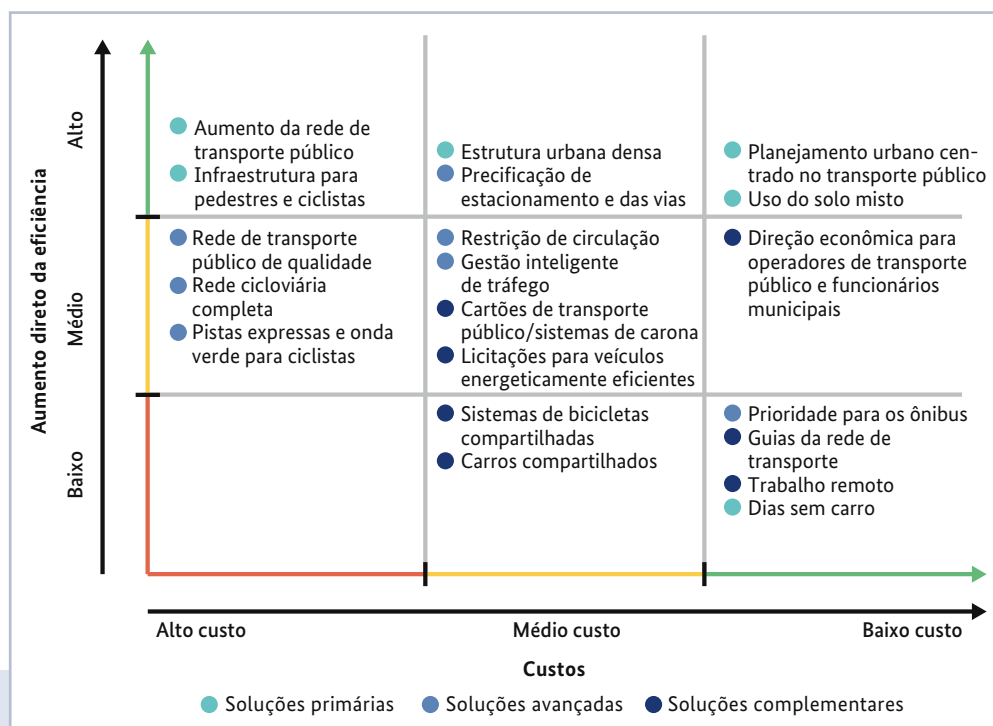 Aumento direto da eficiência
Alto
Médio
Baixo
Aumento da rede de
transporte público
Infraestrutura para
pedestres e ciclistas
Estrutura urbana densa
Precificação de
estacionamento e das vias
Planejamento urbano cen-
trado no transporte público
Uso do solo misto
Rede de transporte
público de qualidade
Rede cicloviária
completa
Pistas expressas e onda
verde para ciclistas
Restrição de circulação
Gestão inteligente
de tráfego
Cartões de transporte
público/sistemas de carona
Licitações para veículos
energeticamente eficientes
Direção econômica para
operadores de transporte
público e funcionários
municipais
Sistemas de bicicletas
compartilhadas
Carros compartilhados
Prioridade para os ônibus
Guias da rede de
transporte
Trabalho remoto
Dias sem carro
Alto custo
Médio custo
Baixo custo
Custos
Soluções primárias
Soluções avançadas
Soluções complementares